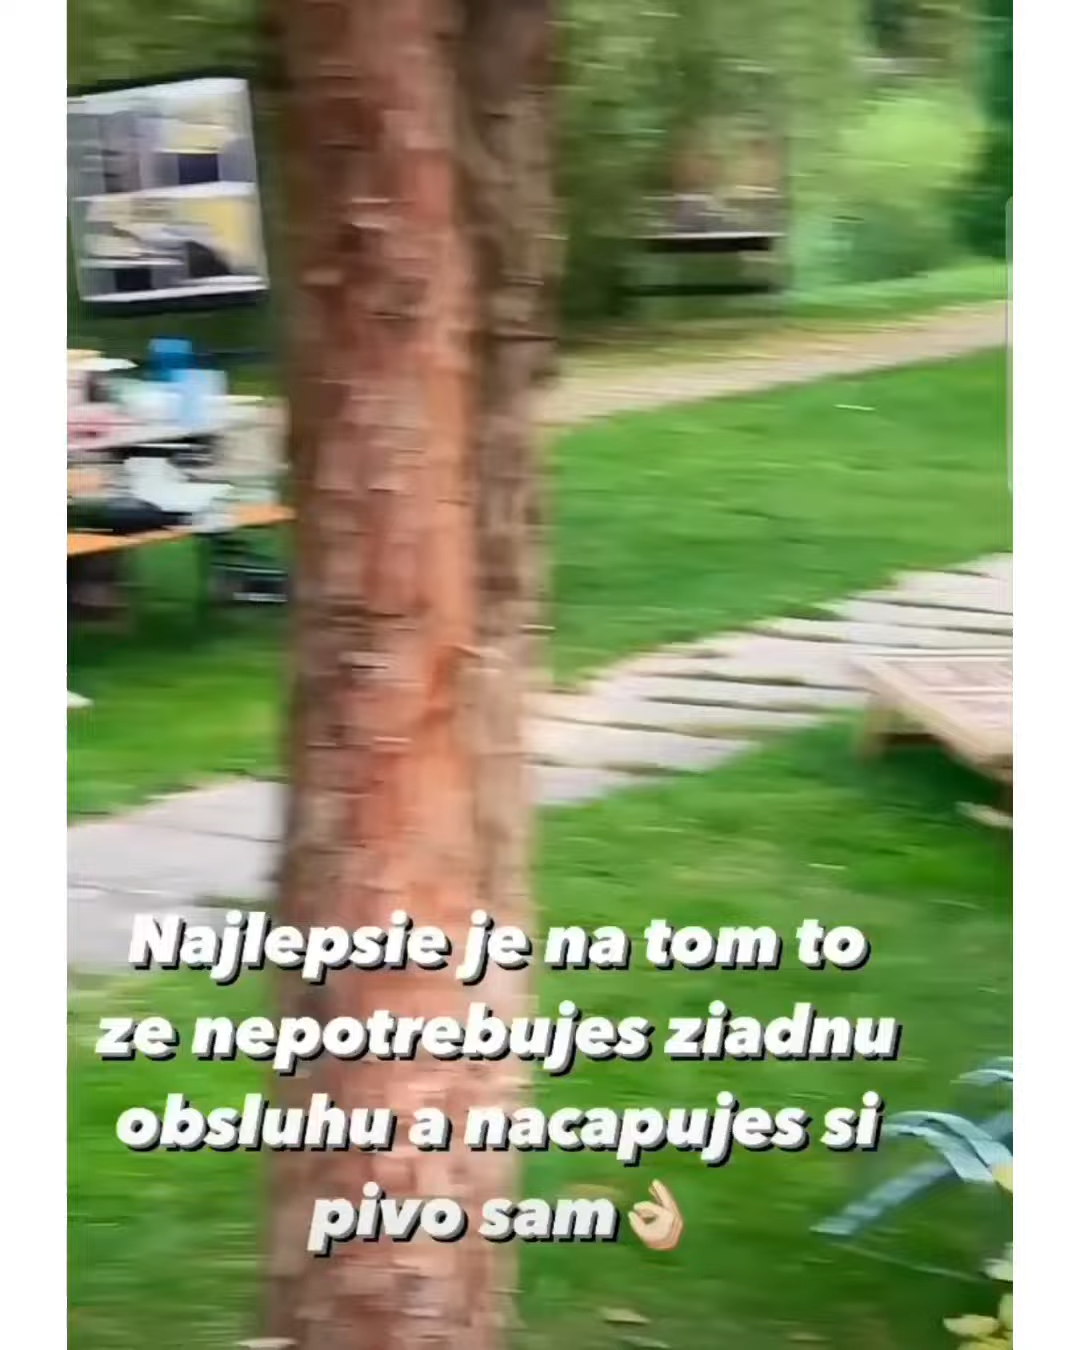 Najlepsie je na tom to
ze nepotrebujes ziadnu
obsluhu a nacapujes si
pivo sam👌🏼